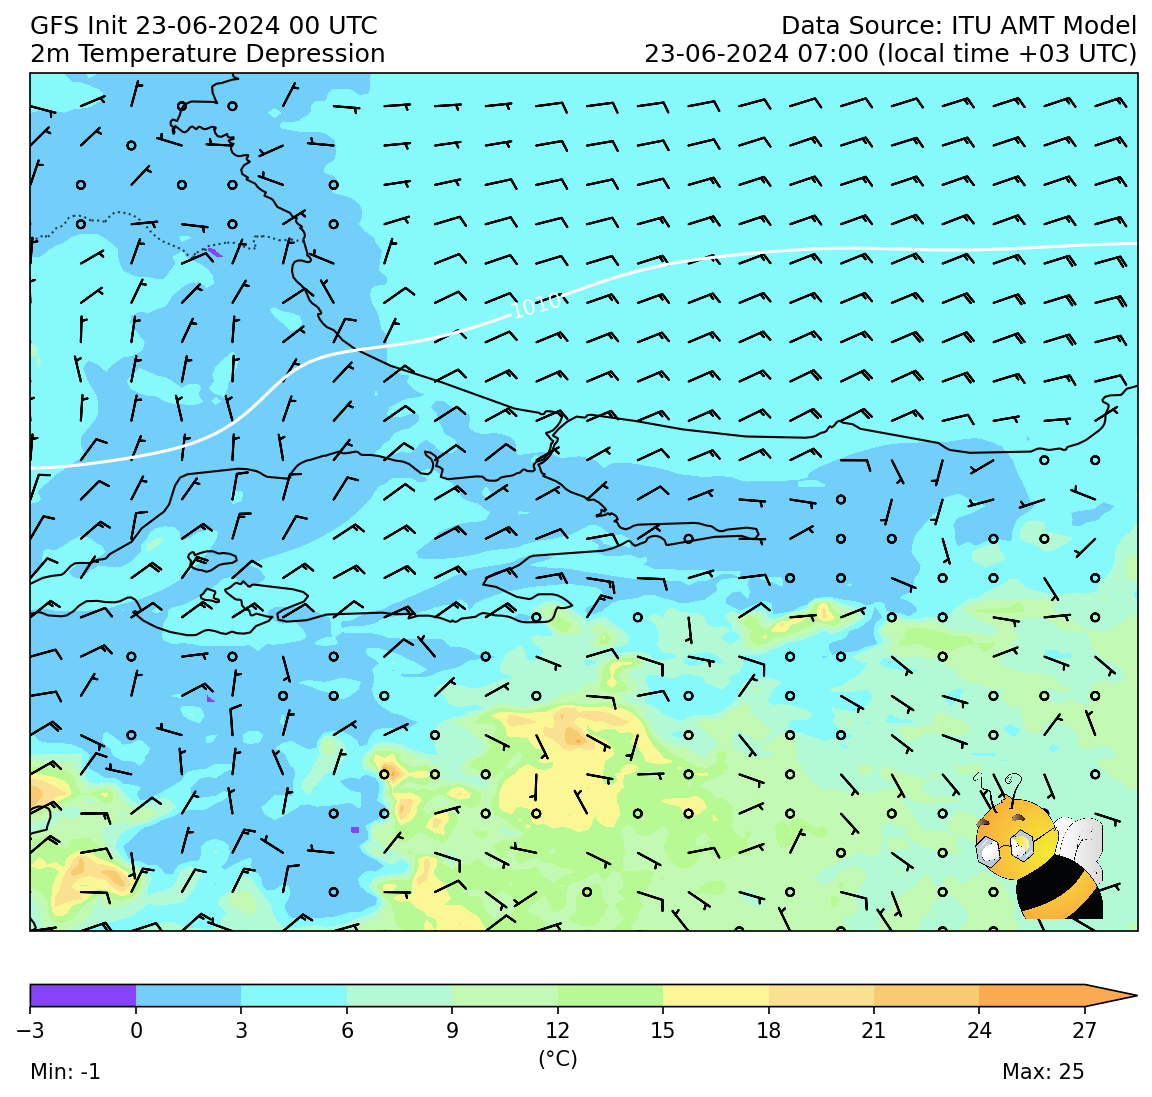 GFS Init 23-06-2024 00 UTC
Data Source: ITU AMT Model
2m Temperature Depression
23-06-2024 07:00 (local time +03 UTC)
1010
−3 0 3 6 9 12 15 18 21 24 27
(°C)
Min: -1
Max: 25